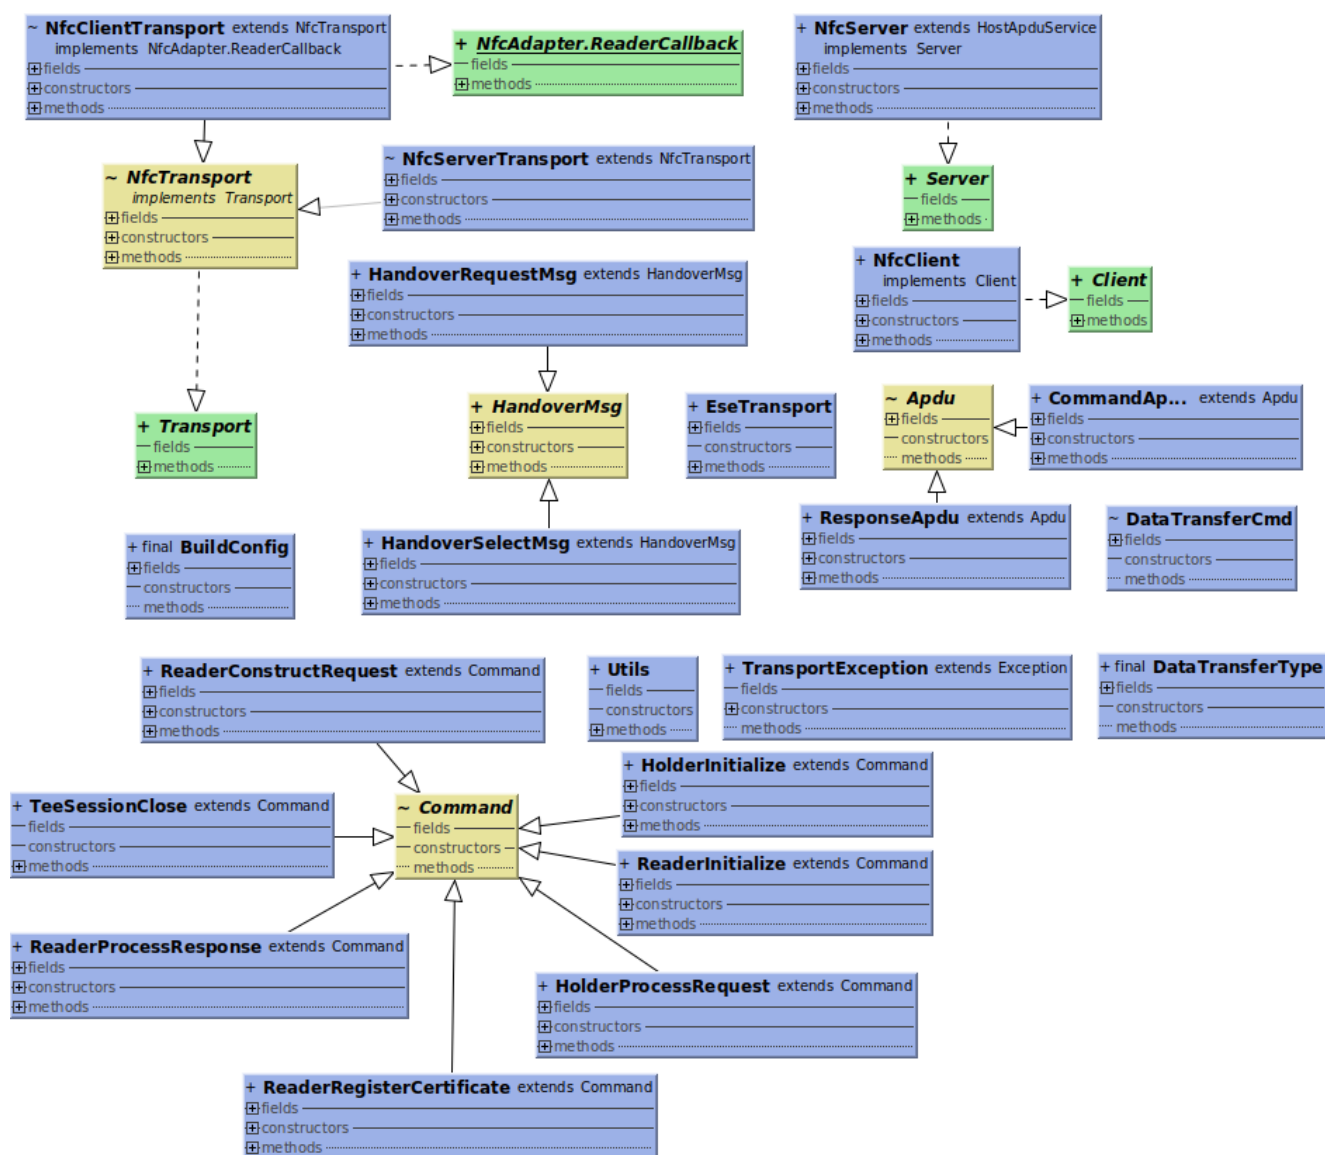 ~ NfcClientTransport extends NfcTransport
implements NfcAdapter.ReaderCallback
fields
constructors
methods
+ NfcAdapter.ReaderCallback
fields
methods
+ NfcServer extends HostApduService
implements Server
fields
constructors
methods
~ NfcTransport
implements Transport
fields
constructors
methods
~ NfcServerTransport extends NfcTransport
fields
constructors
methods
+ Server
fields
methods
+ HandoverRequestMsg extends HandoverMsg
fields
constructors
methods
+ NfcClient
implements Client
fields
constructors
methods
+ Client
fields
methods
+ Transport
fields
methods
+ HandoverMsg
fields
constructors
methods
+ EseTransport
fields
constructors
methods
~ Apdu
fields
constructors
methods
+ CommandAp... extends Apdu
fields
constructors
methods
+ final BuildConfig
fields
constructors
methods
+ HandoverSelectMsg extends HandoverMsg
fields
constructors
methods
+ ResponseApdu extends Apdu
fields
constructors
methods
~ DataTransferCmd
fields
constructors
methods
+ ReaderConstructRequest extends Command
fields
constructors
methods
+ Utils
fields
constructors
methods
+ TransportException extends Exception
fields
constructors
methods
+ final DataTransferType
fields
constructors
methods
+ TeeSessionClose extends Command
fields
constructors
methods
~ Command
fields
constructors
methods
+ HolderInitialize extends Command
fields
constructors
methods
+ ReaderInitialize extends Command
fields
constructors
methods
+ ReaderProcessResponse extends Command
fields
constructors
methods
+ HolderProcessRequest extends Command
fields
constructors
methods
+ ReaderRegisterCertificate extends Command
fields
constructors
methods